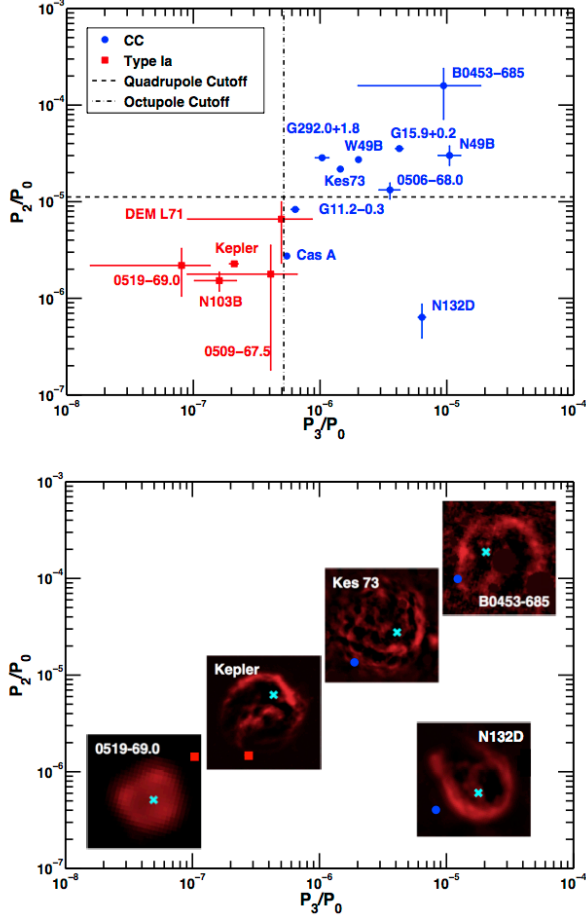 10⁻³
10⁻⁴
10⁻⁵
10⁻⁶
10⁻⁷
P₂/P₀
CC
Type Ia
Quadrupole Cutoff
Octupole Cutoff
B0453−685
G292.0+1.8
W49B
G15.9+0.2
N49B
Kes73
0506−68.0
DEM L71
G11.2−0.3
Kepler
Cas A
0519−69.0
N103B
N132D
0509−67.5
10⁻⁸ 10⁻⁷ 10⁻⁶ 10⁻⁵ 10⁻⁴
P₃/P₀
10⁻³
10⁻⁴
10⁻⁵
10⁻⁶
10⁻⁷
P₂/P₀
B0453-685
Kes 73
Kepler
N132D
0519-69.0
10⁻⁸ 10⁻⁷ 10⁻⁶ 10⁻⁵ 10⁻⁴
P₃/P₀